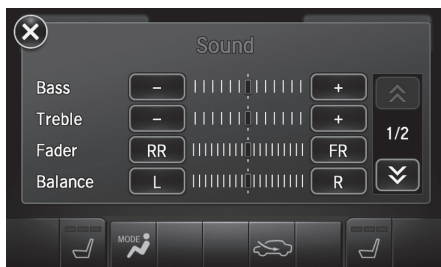 Sound
Bass - +
Treble - +
1/2
Fader RR FR
Balance L R
MODE